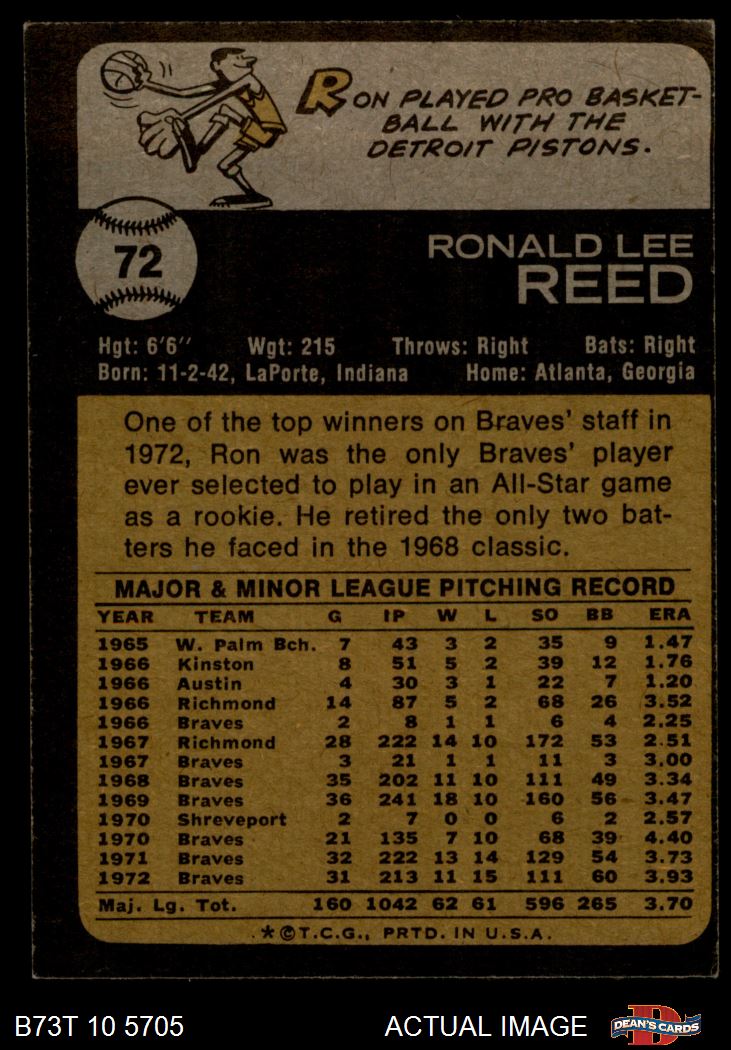 RON PLAYED PRO BASKET-
BALL WITH THE
DETROIT PISTONS.
72
RONALD LEE
REED
Hgt: 6'6" Wgt: 215 Throws: Right Bats: Right
Born: 11-2-42, LaPorte, Indiana Home: Atlanta, Georgia
One of the top winners on Braves' staff in
1972, Ron was the only Braves' player
ever selected to play in an All-Star game
as a rookie. He retired the only two bat-
ters he faced in the 1968 classic.
MAJOR & MINOR LEAGUE PITCHING RECORD
YEAR TEAM G IP W L SO BB ERA
1965 W. Palm Bch. 7 43 3 2 35 9 1.47
1966 Kinston 8 51 5 2 39 12 1.76
1966 Austin 4 30 3 1 22 7 1.20
1966 Richmond 14 87 5 2 68 26 3.52
1966 Braves 2 8 1 1 6 4 2.25
1967 Richmond 28 222 14 10 172 53 2.51
1967 Braves 3 21 1 1 11 3 3.00
1968 Braves 35 202 11 10 111 49 3.34
1969 Braves 36 241 18 10 160 56 3.47
1970 Shreveport 2 7 0 0 6 2 2.57
1970 Braves 21 135 7 10 68 39 4.40
1971 Braves 32 222 13 14 129 54 3.73
1972 Braves 31 213 11 15 111 60 3.93
Maj. Lg. Tot. 160 1042 62 61 596 265 3.70
*©T.C.G., PRTD. IN U.S.A.
B73T 10 5705 ACTUAL IMAGE D DEAN'S CARDS